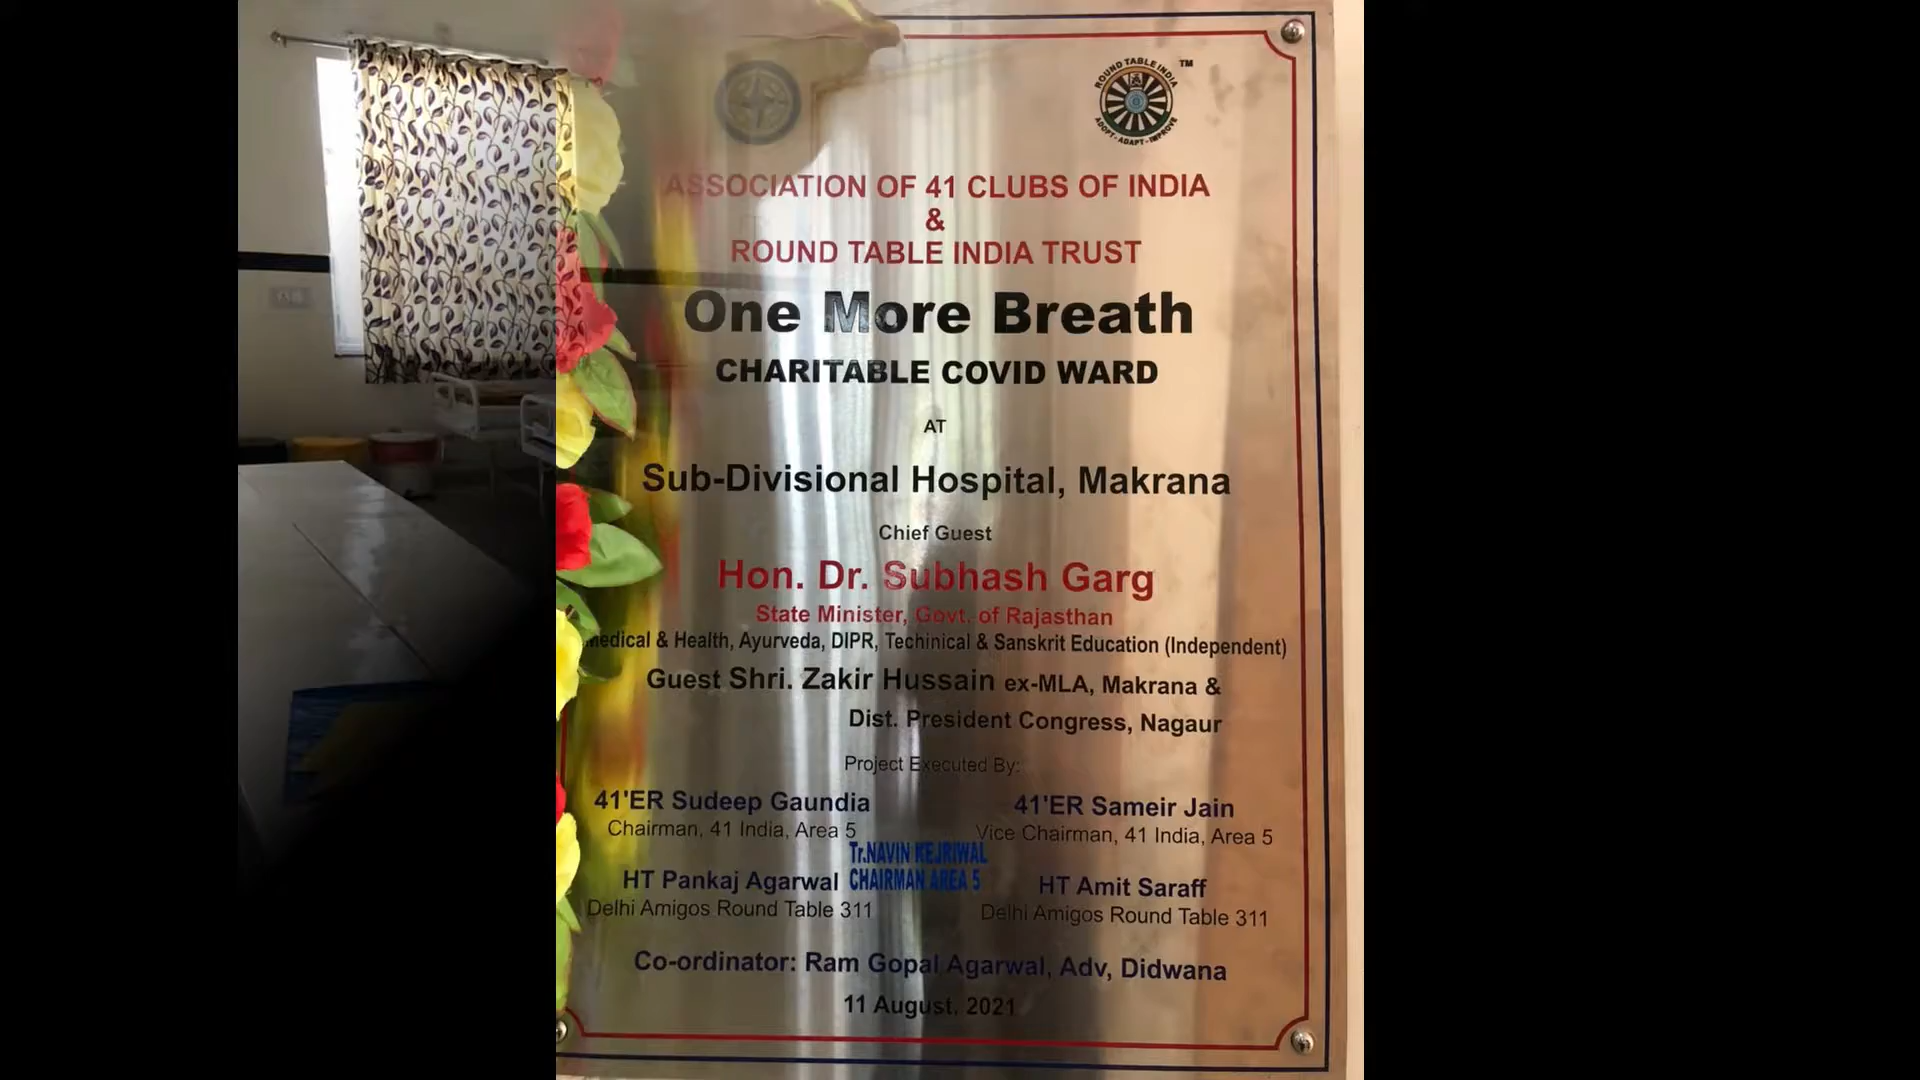 ROUND TABLE INDIA
TM
ADOPT - ADAPT - IMPROVE
ASSOCIATION OF 41 CLUBS OF INDIA
&
ROUND TABLE INDIA TRUST
One More Breath
CHARITABLE COVID WARD
AT
Sub-Divisional Hospital, Makrana
Chief Guest
Hon. Dr. Subhash Garg
State Minister, Govt. of Rajasthan
Medical & Health, Ayurveda, DIPR, Techinical & Sanskrit Education (Independent)
Guest Shri. Zakir Hussain ex-MLA, Makrana &
Dist. President Congress, Nagaur
Project Executed By:
41'ER Sudeep Gaundia 41'ER Sameir Jain
Chairman, 41 India, Area 5 Vice Chairman, 41 India, Area 5
Tr.NAVIN KEJRIWAL
CHAIRMAN AREA 5
HT Pankaj Agarwal HT Amit Saraff
Delhi Amigos Round Table 311 Delhi Amigos Round Table 311
Co-ordinator: Ram Gopal Agarwal, Adv, Didwana
11 August, 2021